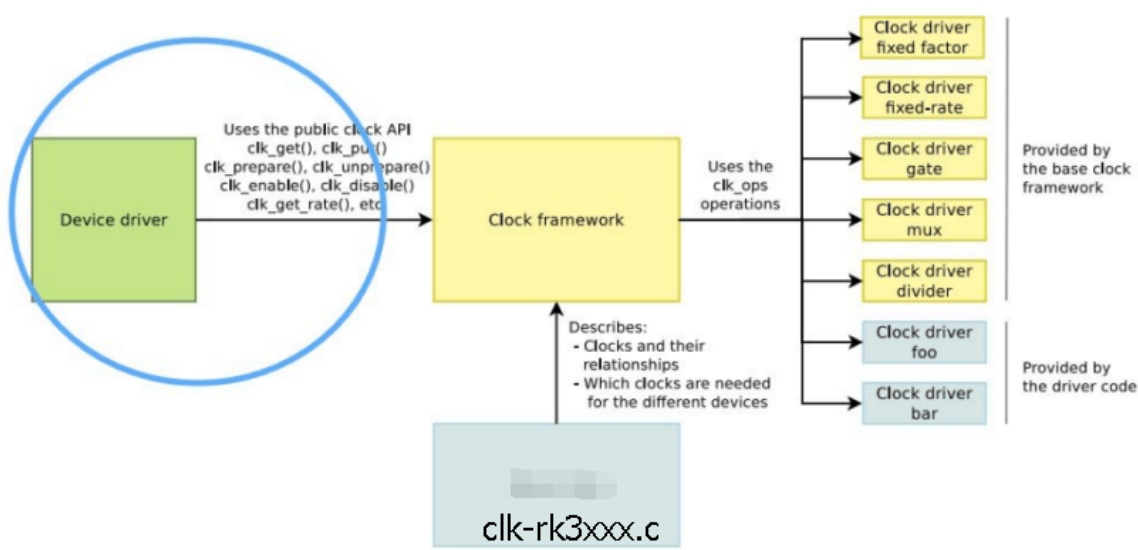 Clock driver
fixed factor
Clock driver
fixed-rate
Uses the public clock API
clk_get(), clk_put()
clk_prepare(), clk_unprepare()
clk_enable(), clk_disable()
clk_get_rate(), etc
Device driver
Clock framework
Uses the
clk_ops
operations
Clock driver
gate
Clock driver
mux
Clock driver
divider
Provided by
the base clock
framework
Describes:
- Clocks and their
relationships
- Which clocks are needed
for the different devices
Clock driver
foo
Clock driver
bar
Provided by
the driver code
clk-rk3xxx.c